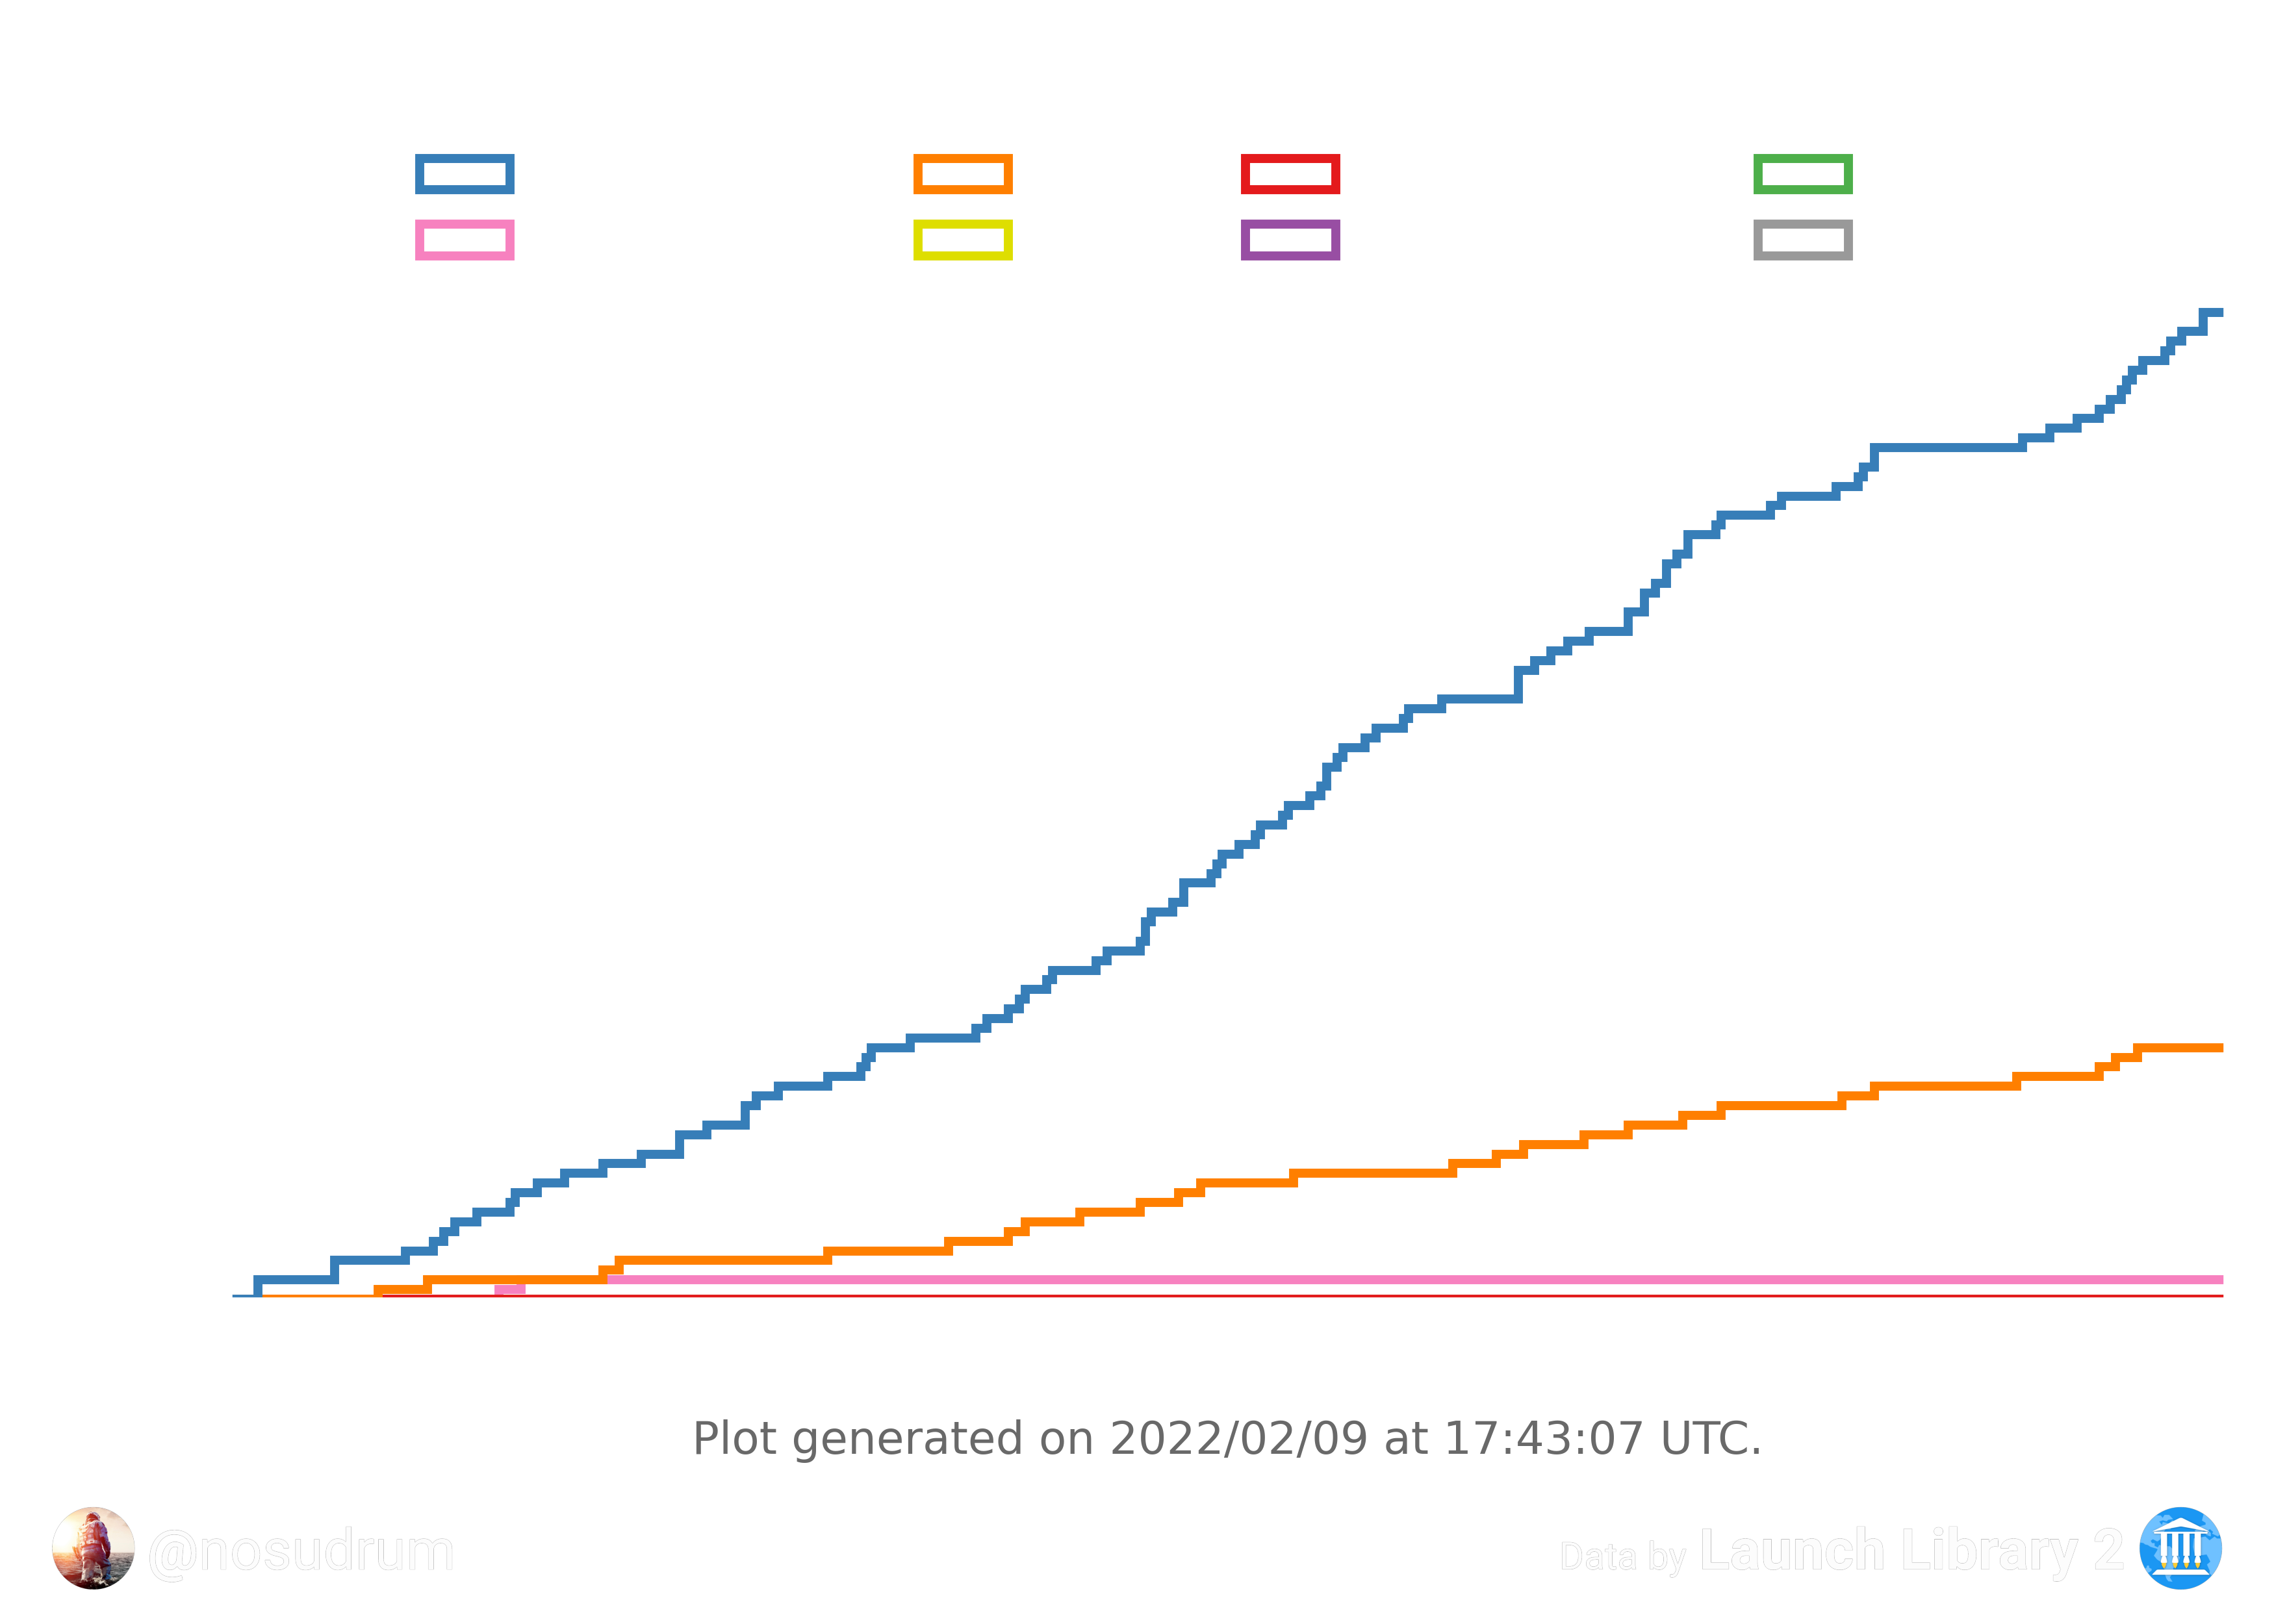 Plot generated on 2022/02/09 at 17:43:07 UTC.
@nosudrum
Data by Launch Library 2